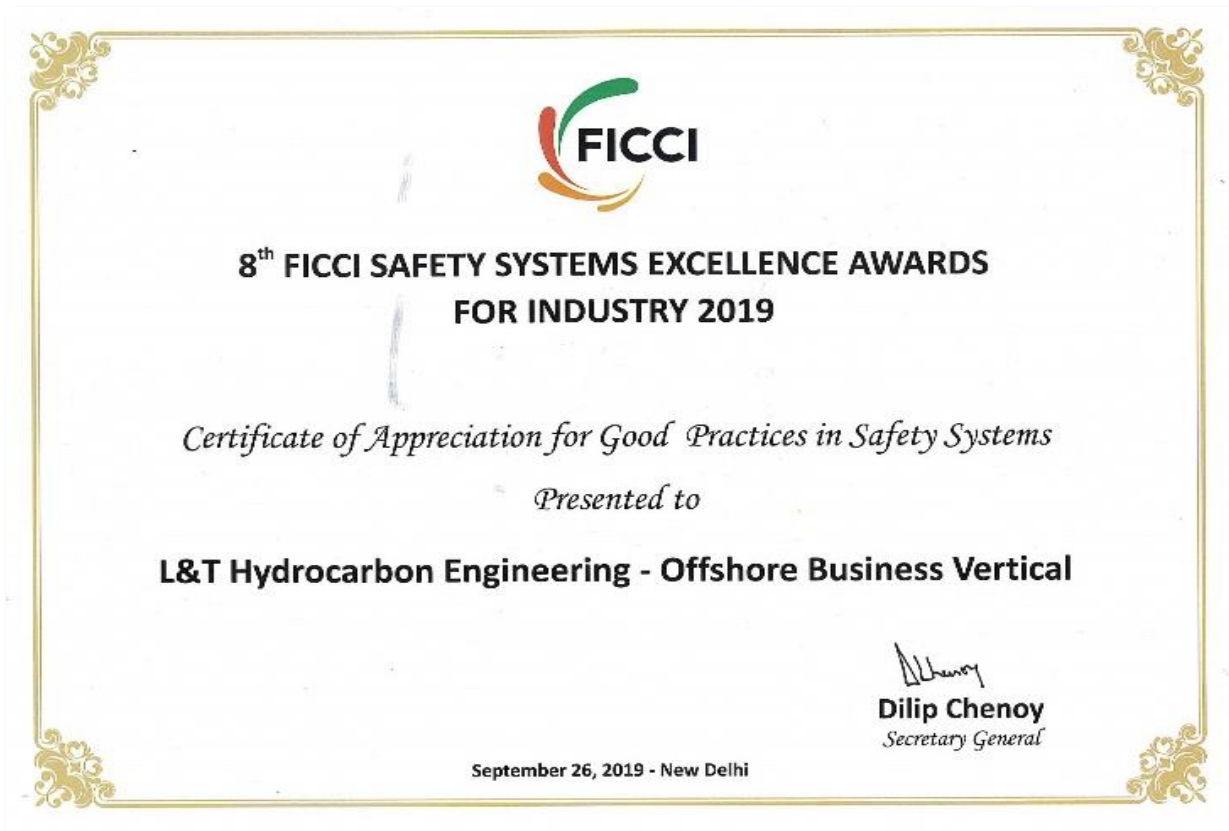 FICCI
8th FICCI SAFETY SYSTEMS EXCELLENCE AWARDS
FOR INDUSTRY 2019
Certificate of Appreciation for Good Practices in Safety Systems
Presented to
L&T Hydrocarbon Engineering - Offshore Business Vertical
DChenoy
Dilip Chenoy
Secretary General
September 26, 2019 - New Delhi